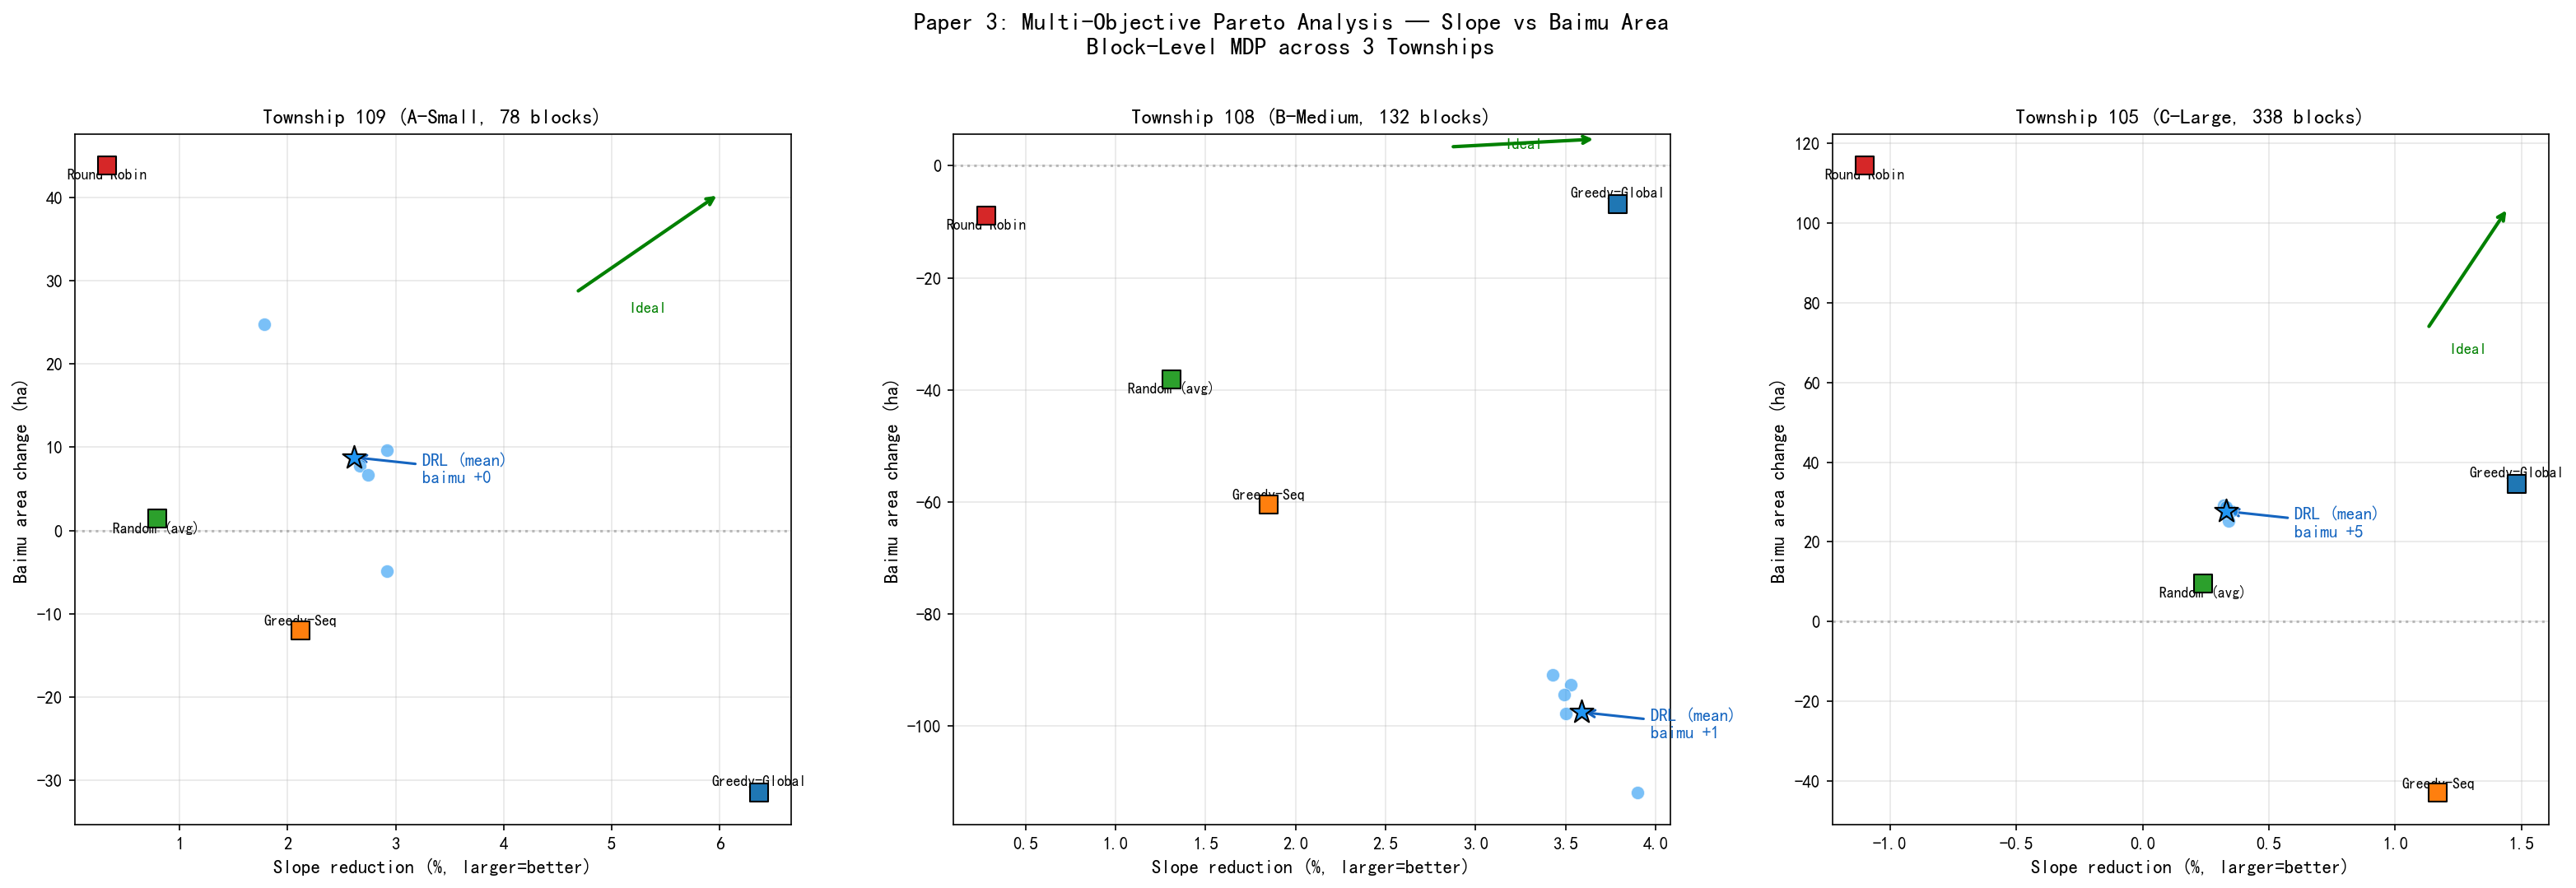 Paper 3: Multi-Objective Pareto Analysis — Slope vs Baimu Area
Block-Level MDP across 3 Townships
Township 109 (A-Small, 78 blocks)
Baimu area change (ha)
40
30
20
10
0
−10
−20
−30
Round Robin
Ideal
DRL (mean)
baimu +0
Random (avg)
Greedy-Seq
Greedy-Global
1
2
3
4
5
6
Slope reduction (%, larger=better)
Township 108 (B-Medium, 132 blocks)
Baimu area change (ha)
0
−20
−40
−60
−80
−100
Ideal
Greedy-Global
Round Robin
Random (avg)
Greedy-Seq
DRL (mean)
baimu +1
0.5
1.0
1.5
2.0
2.5
3.0
3.5
4.0
Slope reduction (%, larger=better)
Township 105 (C-Large, 338 blocks)
Baimu area change (ha)
120
100
80
60
40
20
0
−20
−40
Round Robin
Ideal
Greedy-Global
DRL (mean)
baimu +5
Random (avg)
Greedy-Seq
−1.0
−0.5
0.0
0.5
1.0
1.5
Slope reduction (%, larger=better)